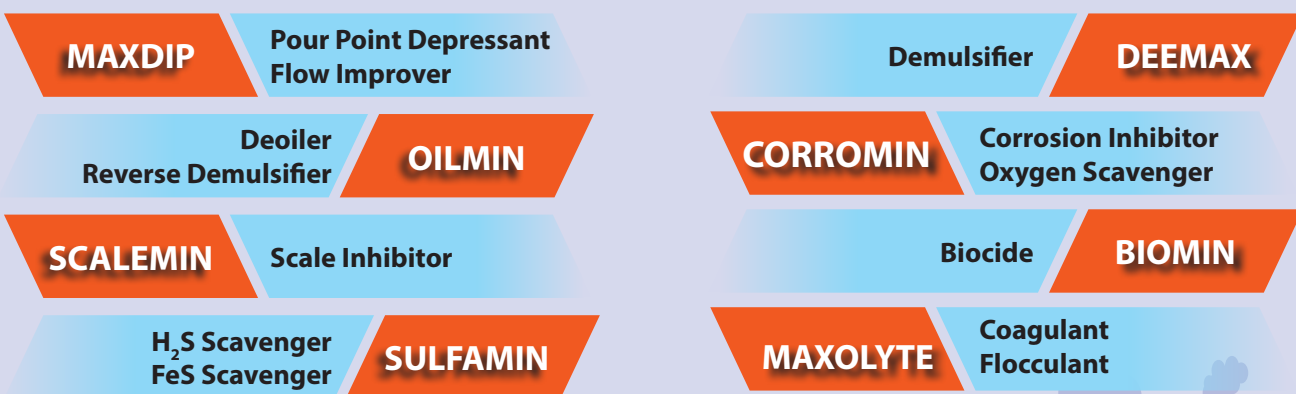 MAXDIP
Pour Point Depressant
Flow Improver
Demulsifier
DEEMAX
Deoiler
Reverse Demulsifier
OILMIN
CORROMIN
Corrosion Inhibitor
Oxygen Scavenger
SCALEMIN
Scale Inhibitor
Biocide
BIOMIN
H₂S Scavenger
FeS Scavenger
SULFAMIN
MAXOLYTE
Coagulant
Flocculant